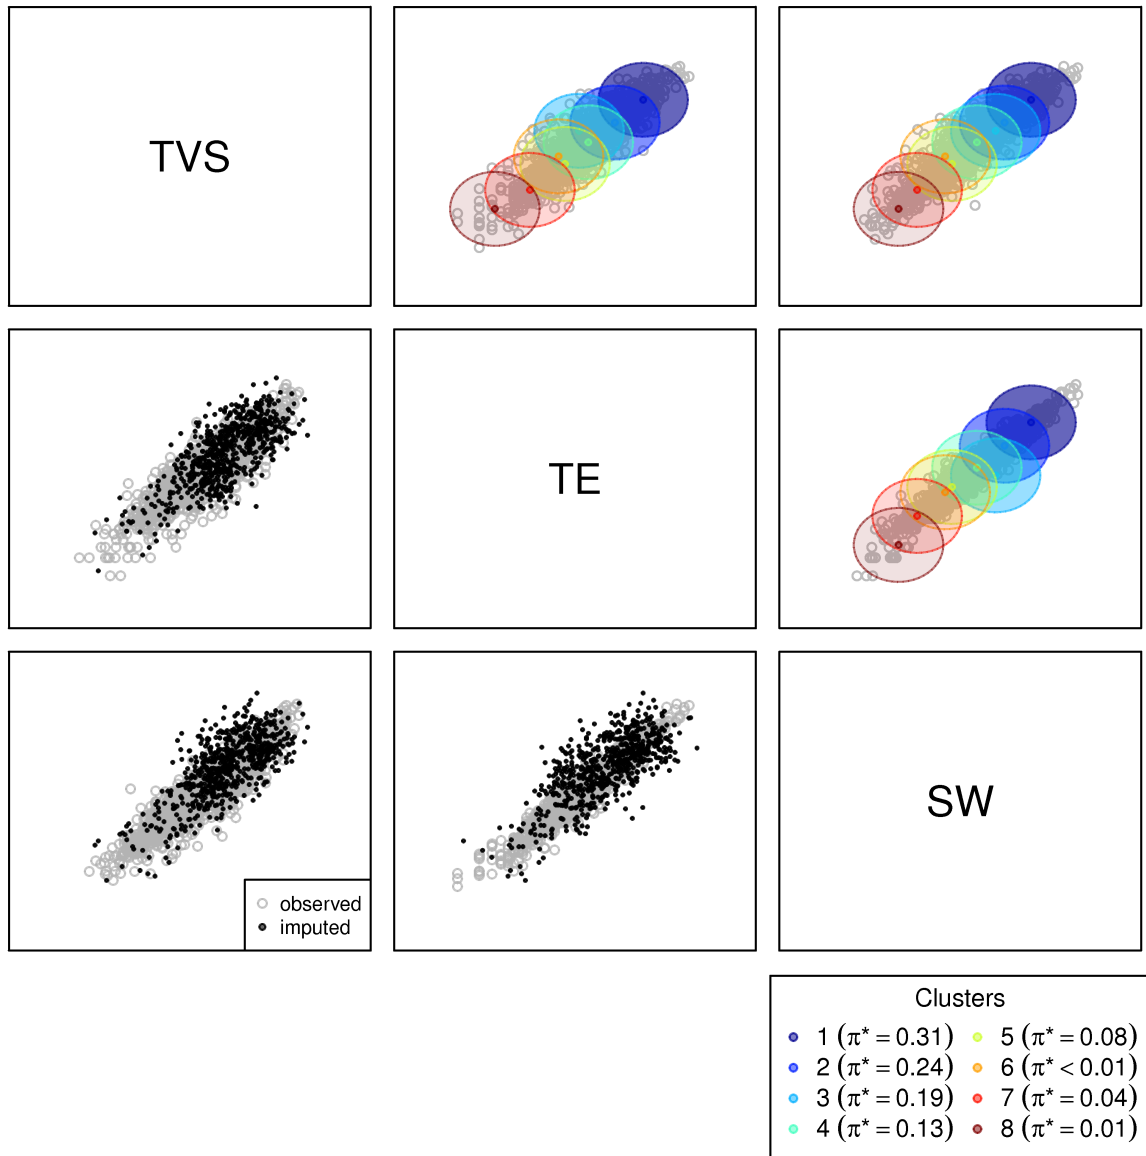 TVS
TE
SW
observed
imputed
Clusters
1 (π* = 0.31) 5 (π* = 0.08)
2 (π* = 0.24) 6 (π* < 0.01)
3 (π* = 0.19) 7 (π* = 0.04)
4 (π* = 0.13) 8 (π* = 0.01)